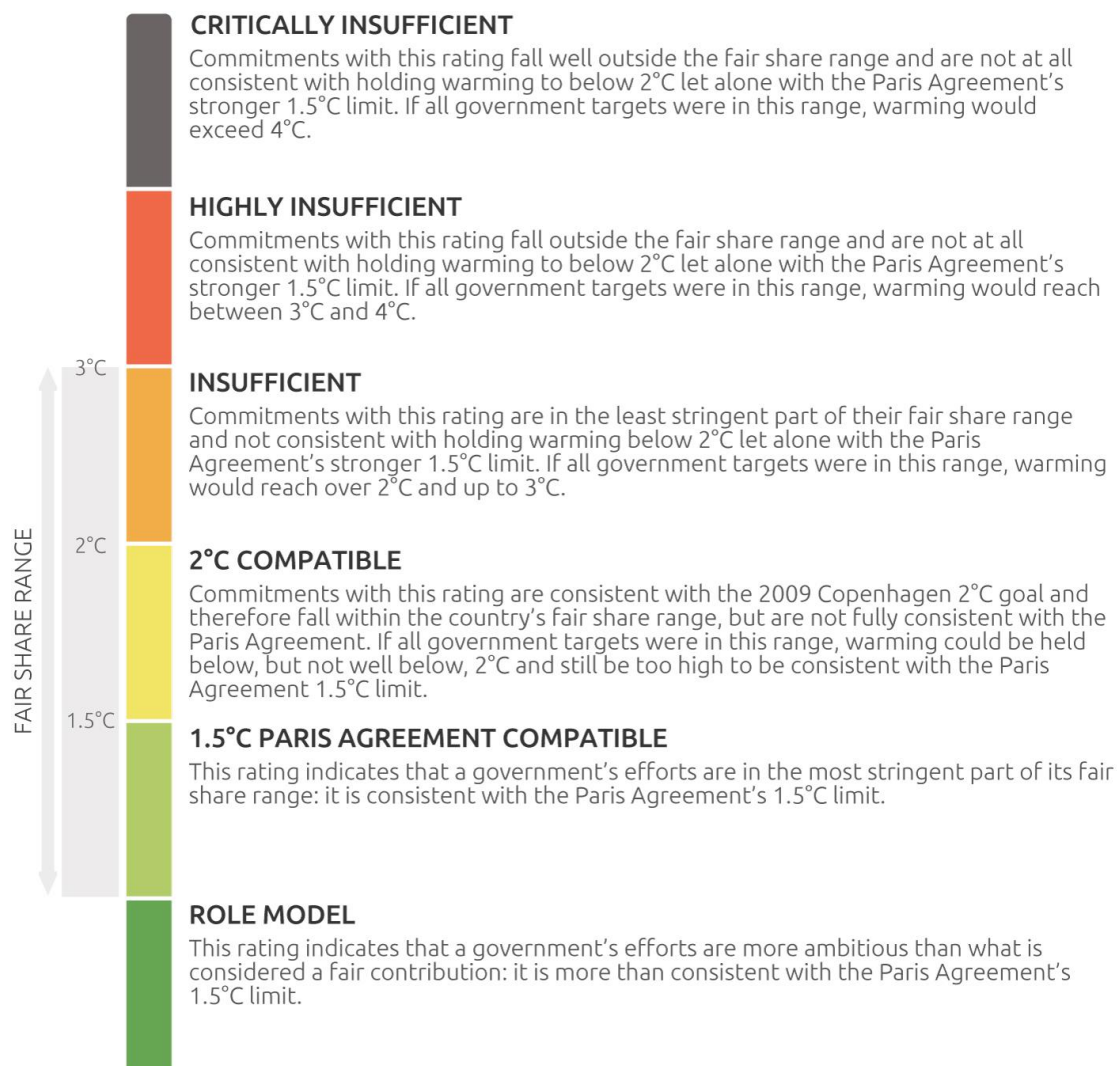 CRITICALLY INSUFFICIENT
Commitments with this rating fall well outside the fair share range and are not at all
consistent with holding warming to below 2°C let alone with the Paris Agreement’s
stronger 1.5°C limit. If all government targets were in this range, warming would
exceed 4°C.
HIGHLY INSUFFICIENT
Commitments with this rating fall outside the fair share range and are not at all
consistent with holding warming to below 2°C let alone with the Paris Agreement’s
stronger 1.5°C limit. If all government targets were in this range, warming would reach
between 3°C and 4°C.
3°C
INSUFFICIENT
Commitments with this rating are in the least stringent part of their fair share range
and not consistent with holding warming below 2°C let alone with the Paris
Agreement’s stronger 1.5°C limit. If all government targets were in this range, warming
would reach over 2°C and up to 3°C.
FAIR SHARE RANGE
2°C
2°C COMPATIBLE
Commitments with this rating are consistent with the 2009 Copenhagen 2°C goal and
therefore fall within the country’s fair share range, but are not fully consistent with the
Paris Agreement. If all government targets were in this range, warming could be held
below, but not well below, 2°C and still be too high to be consistent with the Paris
Agreement 1.5°C limit.
1.5°C
1.5°C PARIS AGREEMENT COMPATIBLE
This rating indicates that a government’s efforts are in the most stringent part of its fair
share range: it is consistent with the Paris Agreement’s 1.5°C limit.
ROLE MODEL
This rating indicates that a government’s efforts are more ambitious than what is
considered a fair contribution: it is more than consistent with the Paris Agreement’s
1.5°C limit.